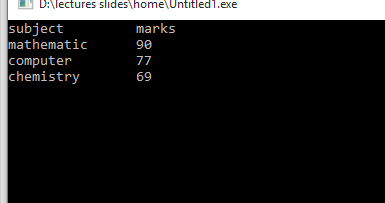 D:\lectures slides\home\Untitled1.exe
subject marks
mathematic 90
computer 77
chemistry 69